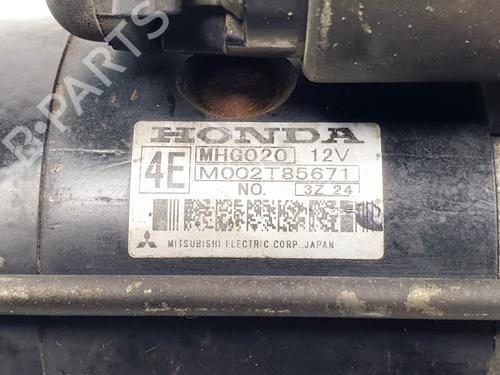 B-PARTS
HONDA
4E MHG020 12V
M002T85671
NO. 3Z 24
MITSUBISHI ELECTRIC CORP., JAPAN